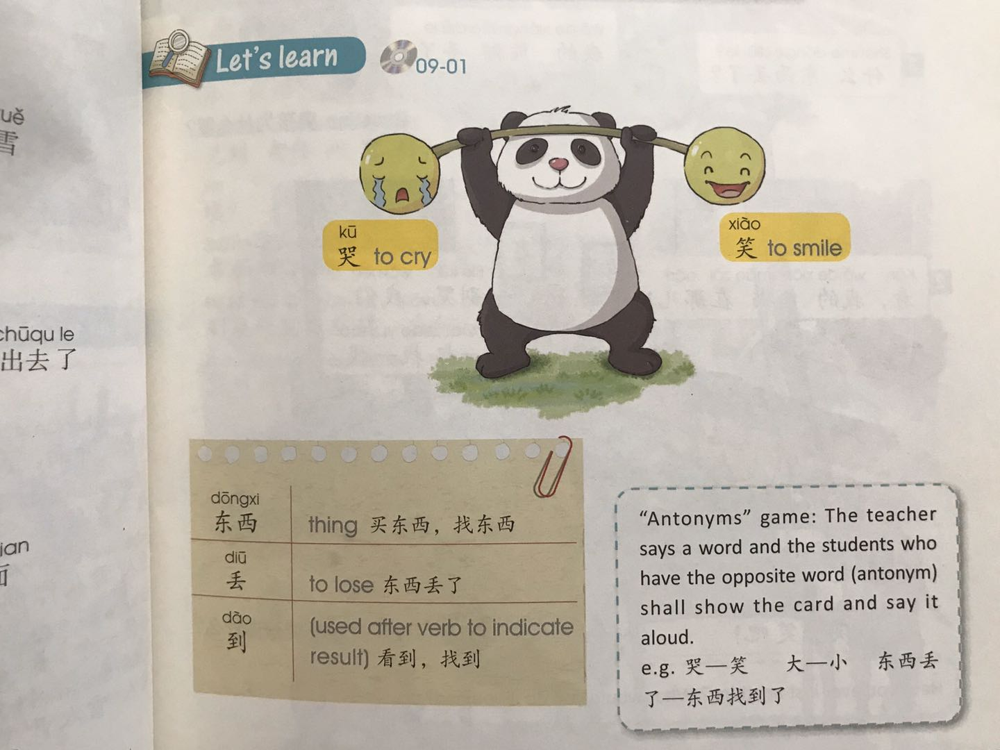 雪
chūqu le
出去了
Let's learn
09-01
kū
哭 to cry
xiào
笑 to smile
dōngxi
东西
thing 买东西，找东西
diū
丢
to lose 东西丢了
dào
到
(used after verb to indicate
result) 看到，找到
“Antonyms” game: The teacher
says a word and the students who
have the opposite word (antonym)
shall show the card and say it
aloud.
e.g. 哭—笑 大—小 东西丢
了—东西找到了